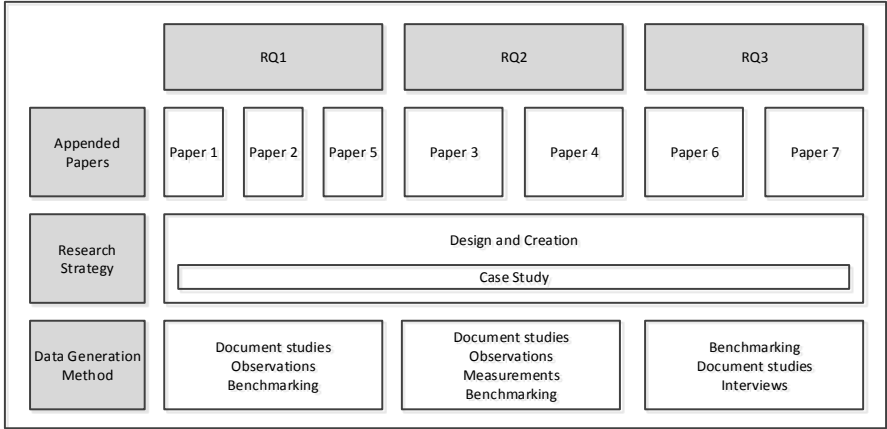 RQ1
RQ2
RQ3
Appended
Papers
Paper 1
Paper 2
Paper 5
Paper 3
Paper 4
Paper 6
Paper 7
Research
Strategy
Design and Creation
Case Study
Data Generation
Method
Document studies
Observations
Benchmarking
Document studies
Observations
Measurements
Benchmarking
Benchmarking
Document studies
Interviews